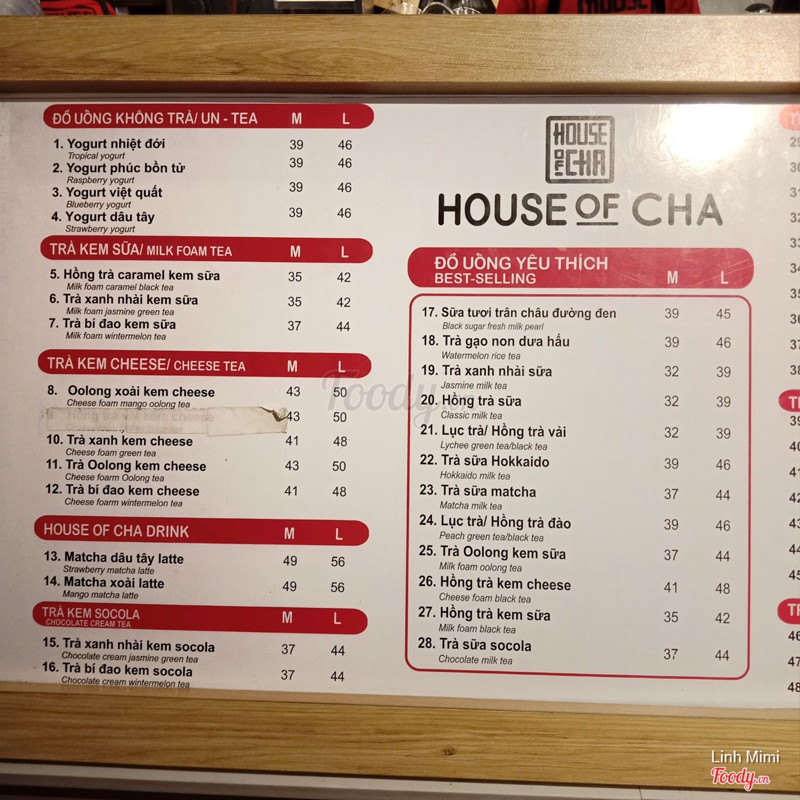 ĐỒ UỐNG KHÔNG TRÀ/ UN - TEA M L
1. Yogurt nhiệt đới 39 46
Tropical yogurt
2. Yogurt phúc bồn tử 39 46
Raspberry yogurt
3. Yogurt việt quất 39 46
Blueberry yogurt
4. Yogurt dâu tây 39 46
Strawberry yogurt
TRÀ KEM SỮA/ MILK FOAM TEA M L
5. Hồng trà caramel kem sữa 35 42
Milk foam caramel black tea
6. Trà xanh nhài kem sữa 35 42
Milk foam jasmine green tea
7. Trà bí đao kem sữa 37 44
Milk foam wintermelon tea
TRÀ KEM CHEESE/ CHEESE TEA M L
8. Oolong xoài kem cheese 43 50
Cheese foam mango oolong tea
43 50
10. Trà xanh kem cheese 41 48
Cheese foam green tea
11. Trà Oolong kem cheese 43 50
Cheese foarm Oolong tea
12. Trà bí đao kem cheese 41 48
Cheese foarm wintermelon tea
HOUSE OF CHA DRINK M L
13. Matcha dâu tây latte 49 56
Strawberry matcha latte
14. Matcha xoài latte 49 56
Mango matcha latte
TRÀ KEM SOCOLA M L
CHOCOLATE CREAM TEA
15. Trà xanh nhài kem socola 37 44
Chocolate cream jasmine green tea
16. Trà bí đao kem socola 37 44
Chocolate cream wintermelon tea
HOUSE
OF CHA
HOUSE OF CHA
ĐỒ UỐNG YÊU THÍCH
BEST-SELLING M L
17. Sữa tươi trân châu đường đen 39 45
Black sugar fresh milk pearl
18. Trà gạo non dưa hấu 39 46
Watermelon rice tea
19. Trà xanh nhài sữa 32 39
Jasmine milk tea
20. Hồng trà sữa 32 39
Classic milk tea
21. Lục trà/ Hồng trà vải 32 39
Lychee green tea/black tea
22. Trà sữa Hokkaido 39 46
Hokkaido milk tea
23. Trà sữa matcha 37 44
Matcha milk tea
24. Lục trà/ Hồng trà đào 39 46
Peach green tea/black tea
25. Trà Oolong kem sữa 37 44
Milk foam oolong tea
26. Hồng trà kem cheese 41 48
Cheese foam black tea
27. Hồng trà kem sữa 35 42
Milk foam black tea
28. Trà sữa socola 37 44
Chocolate milk tea
Foody.vn
Linh Mimi
Foody.vn